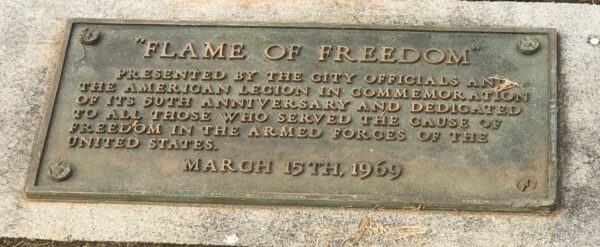 "FLAME OF FREEDOM"
PRESENTED BY THE CITY OFFICIALS AND
THE AMERICAN LEGION IN COMMEMORATION
OF ITS 50TH ANNIVERSARY AND DEDICATED
TO ALL THOSE WHO SERVED THE CAUSE OF
FREEDOM IN THE ARMED FORCES OF THE
UNITED STATES.
MARCH 15TH, 1969